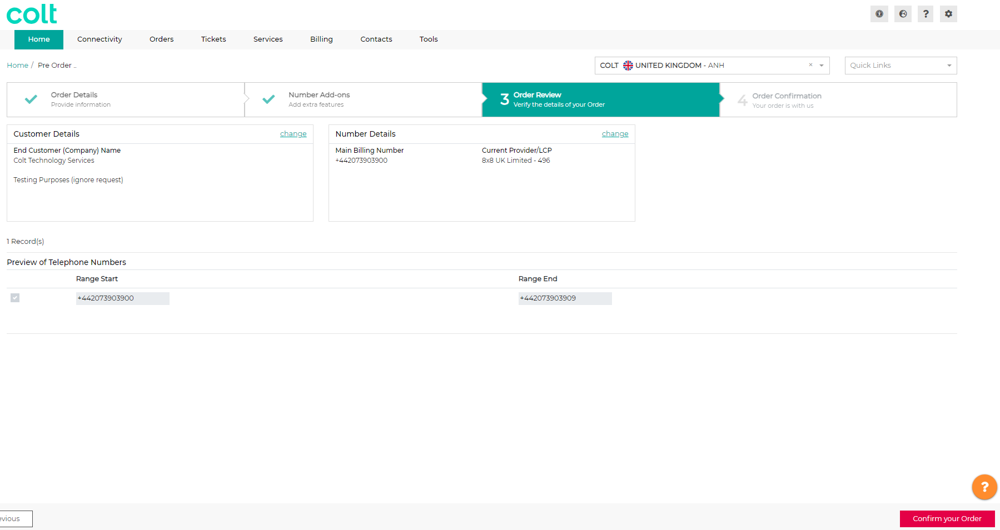 colt
?
Home Connectivity Orders Tickets Services Billing Contacts Tools
Home / Pre Order ..
COLT UNITED KINGDOM - ANH ×
Quick Links
Order Details
Provide information
Number Add-ons
Add extra features
3 Order Review
Verify the details of your Order
4 Order Confirmation
Your order is with us
Customer Details change
End Customer (Company) Name
Colt Technology Services
Testing Purposes (ignore request)
Number Details change
Main Billing Number Current Provider/LCP
+442073903900 8x8 UK Limited - 496
1 Record(s)
Preview of Telephone Numbers
Range Start Range End
+442073903900 +442073903909
?
evious
Confirm your Order